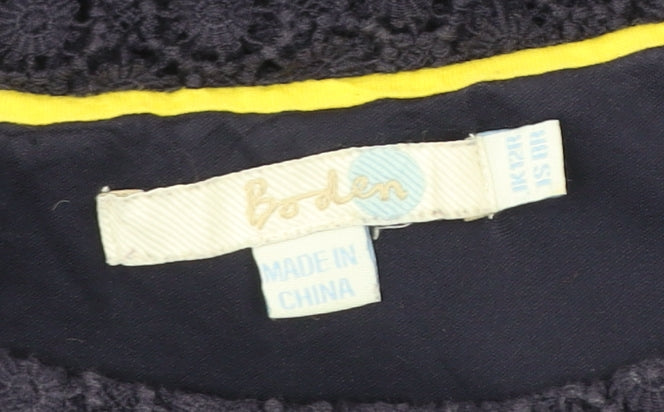 Boden
UK12R
US8R
MADE IN
CHINA